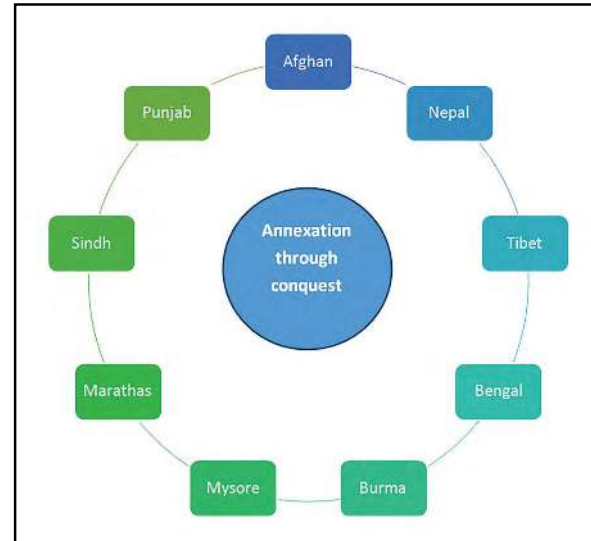 Afghan
Nepal
Tibet
Bengal
Burma
Mysore
Marathas
Sindh
Punjab
Annexation
through
conquest